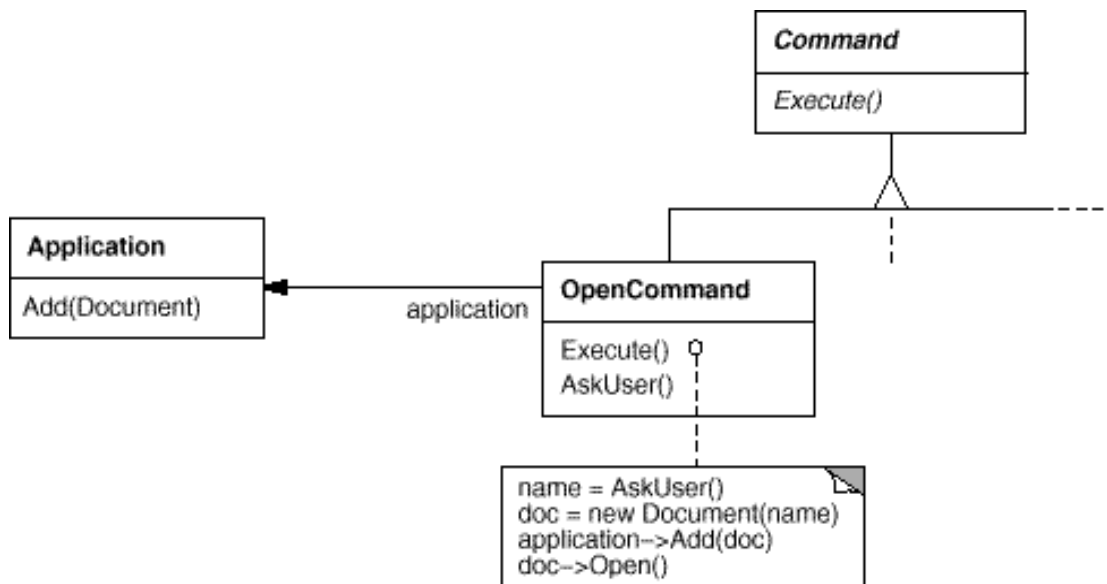 Command
Execute()
Application
Add(Document)
application
OpenCommand
Execute()
AskUser()
name = AskUser()
doc = new Document(name)
application->Add(doc)
doc->Open()